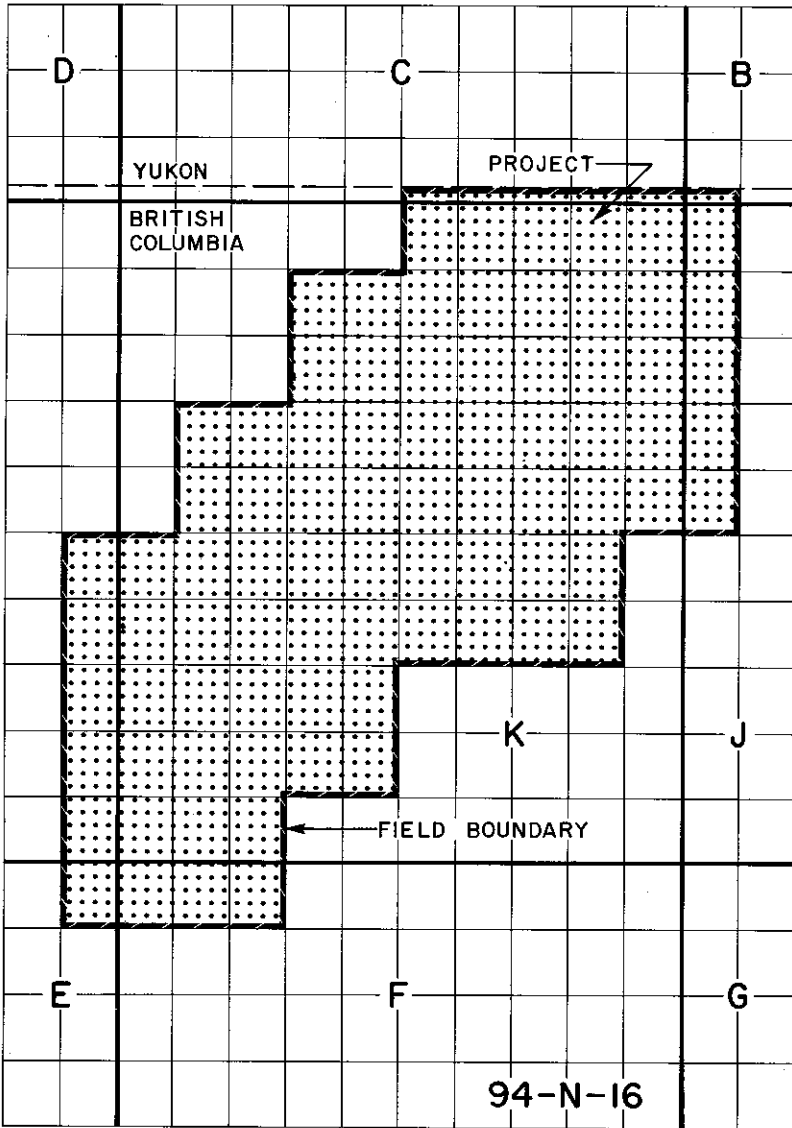 D
C
B
YUKON
PROJECT
BRITISH
COLUMBIA
K
J
FIELD BOUNDARY
E
F
G
94-N-16